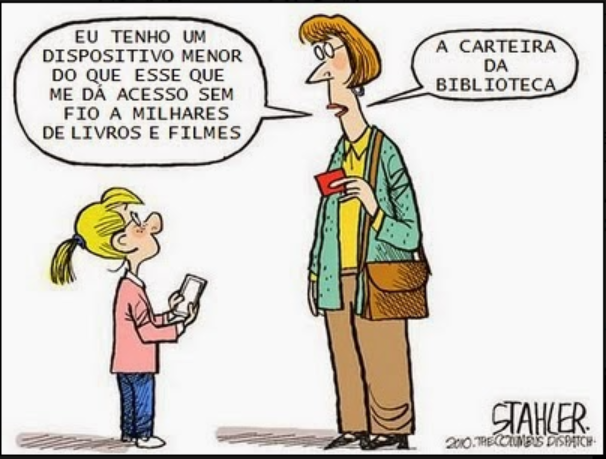 EU TENHO UM
DISPOSITIVO MENOR
DO QUE ESSE QUE
ME DÁ ACESSO SEM
FIO A MILHARES
DE LIVROS E FILMES
A CARTEIRA
DA
BIBLIOTECA
STAHLER.
2010. THE COLUMBUS DISPATCH.